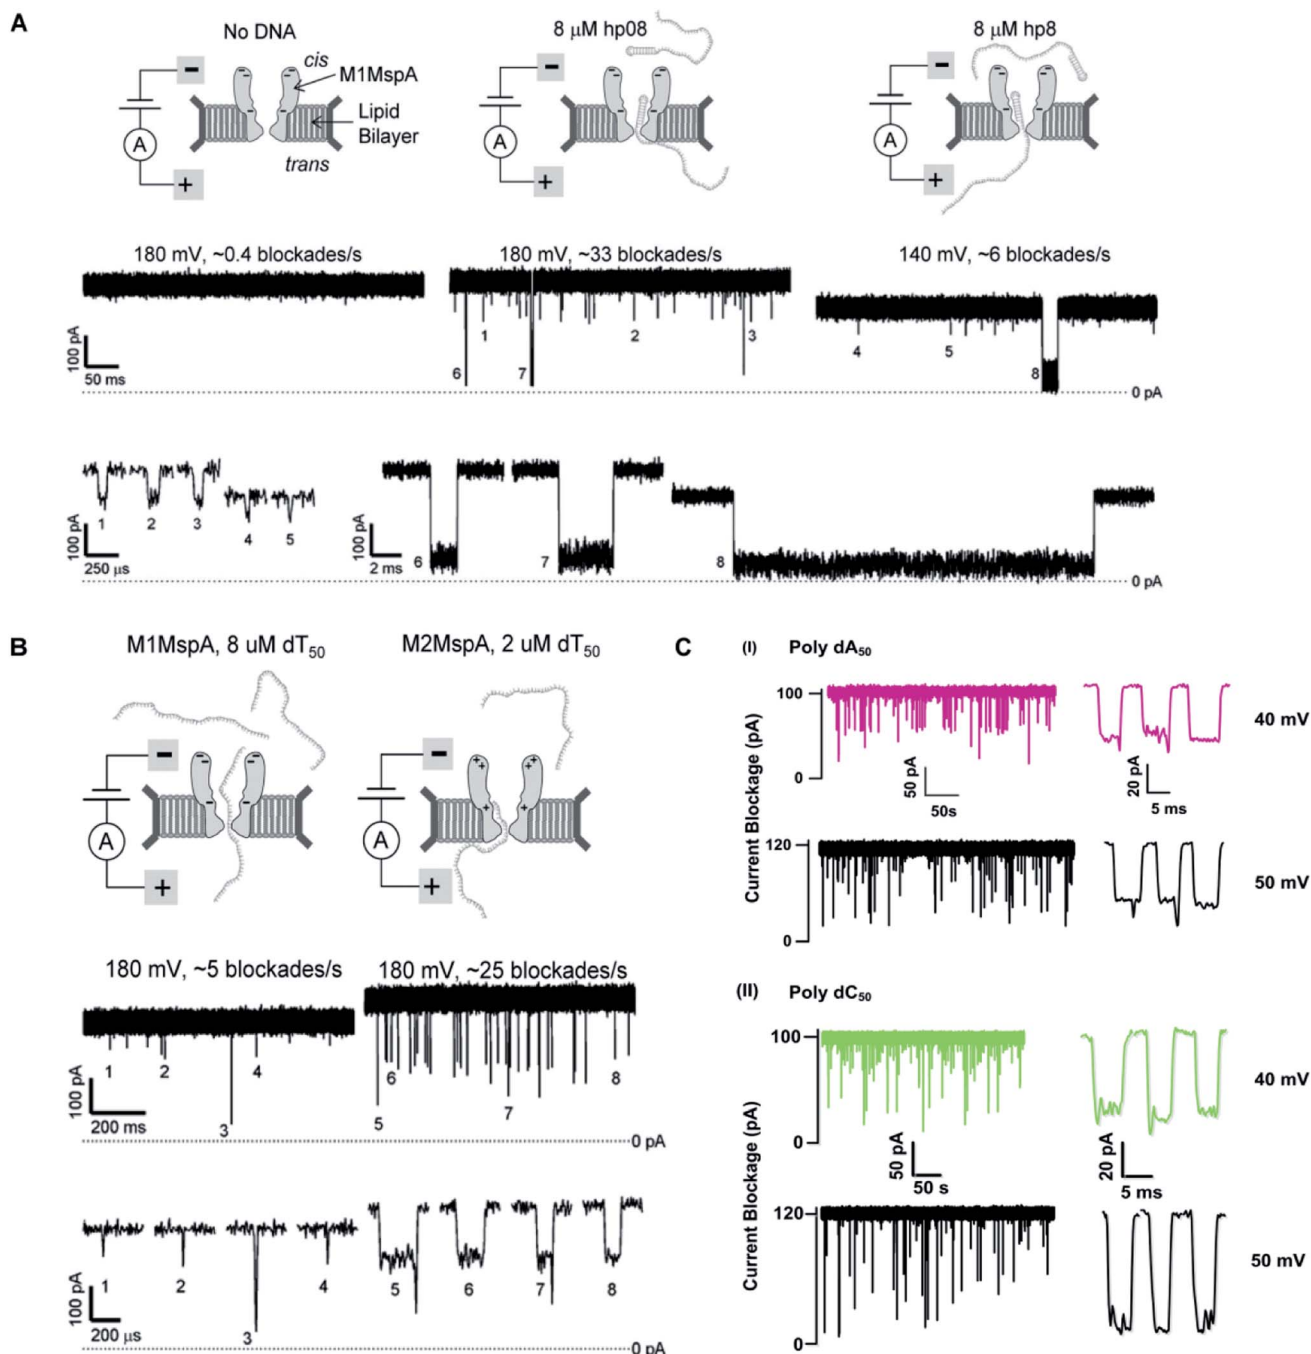 A
No DNA
8 μM hp08
8 μM hp8
cis
M1MspA
Lipid
Bilayer
trans
−
A
+
−
A
+
−
A
+
180 mV, ~0.4 blockades/s
180 mV, ~33 blockades/s
140 mV, ~6 blockades/s
100 pA
50 ms
1
2
3
6
7
4
5
8
0 pA
100 pA
1
2
3
4
5
250 μs
100 pA
2 ms
6
7
8
0 pA
B
M1MspA, 8 uM dT50
M2MspA, 2 uM dT50
−
A
+
−
A
+
180 mV, ~5 blockades/s
180 mV, ~25 blockades/s
100 pA
200 ms
1
2
3
4
5
6
7
8
0 pA
100 pA
200 μs
1
2
3
4
5
6
7
8
0 pA
C
(I) Poly dA50
Current Blockage (pA)
100
0
50 pA
50s
20 pA
5 ms
40 mV
120
0
50 mV
(II) Poly dC50
Current Blockage (pA)
100
0
50 pA
50 s
20 pA
5 ms
40 mV
120
0
50 mV